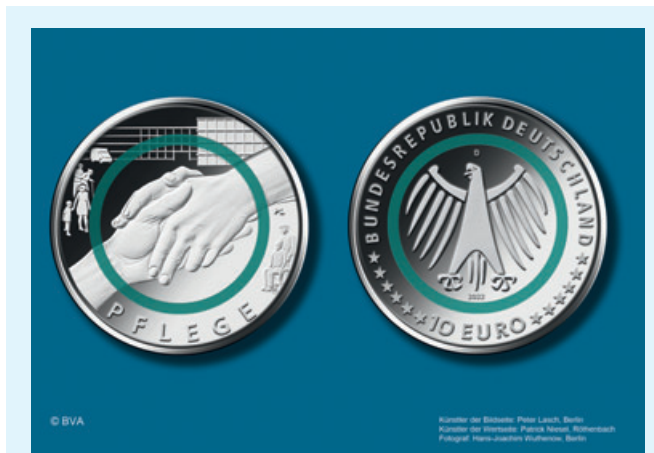 PFLEGE
BUNDESREPUBLIK DEUTSCHLAND
D
2022
10 EURO
© BVA
Künstler der Bildseite: Peter Lasch, Berlin
Künstler der Wertseite: Patrick Niesel, Röthenbach
Fotograf: Hans-Joachim Wuthenow, Berlin